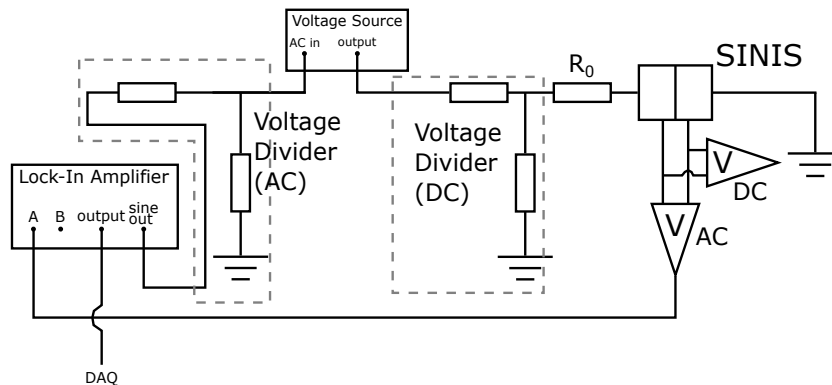 Voltage Source
AC in
output
SINIS
R₀
Voltage
Divider
(AC)
Voltage
Divider
(DC)
V
DC
Lock-In Amplifier
A
B
output
sine
out
V
AC
DAQ